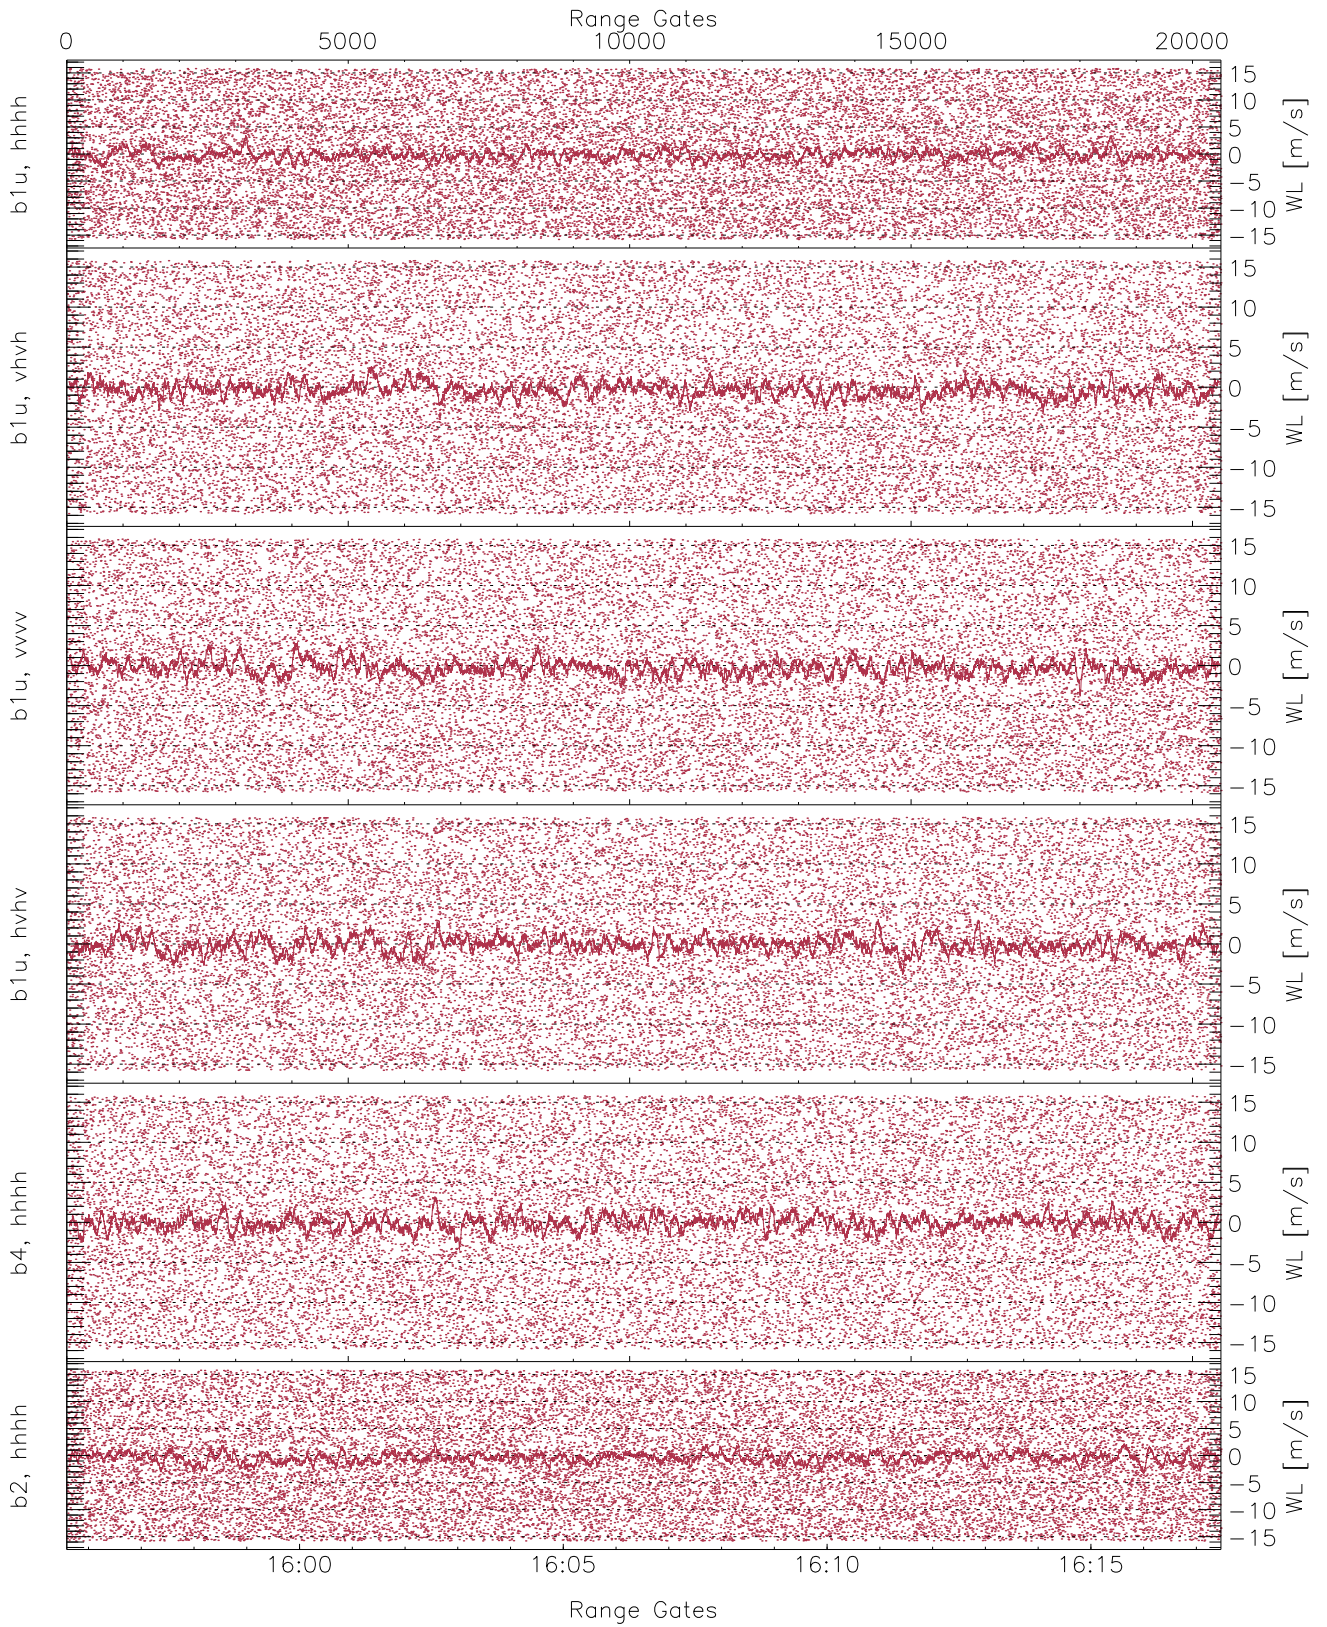 Range Gates
0 5000 10000 15000 20000
b1u, hhhh
15
10
5
0
−5
−10
−15
WL [m/s]
b1u, vhvh
15
10
5
0
−5
−10
−15
WL [m/s]
b1u, vvvv
15
10
5
0
−5
−10
−15
WL [m/s]
b1u, hvhv
15
10
5
0
−5
−10
−15
WL [m/s]
b4, hhhh
15
10
5
0
−5
−10
−15
WL [m/s]
b2, hhhh
15
10
5
0
−5
−10
−15
WL [m/s]
16:00 16:05 16:10 16:15
Range Gates